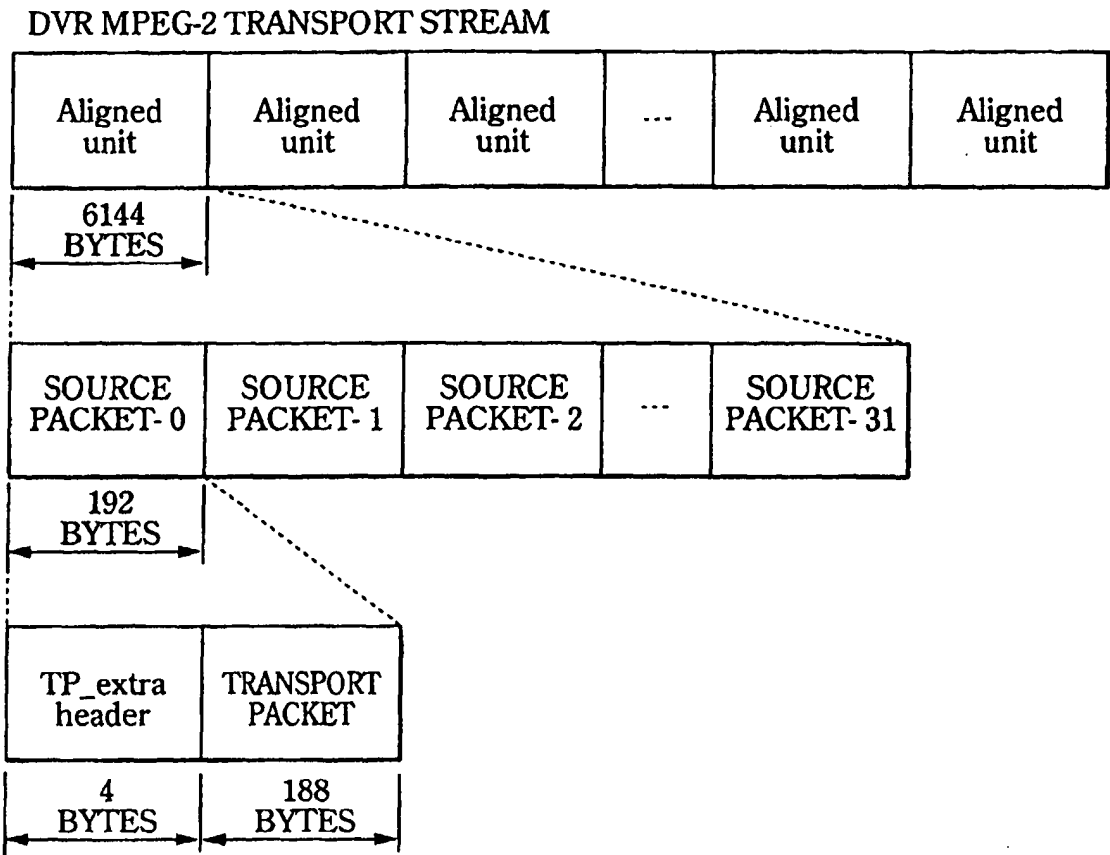 DVR MPEG-2 TRANSPORT STREAM
Aligned
unit
Aligned
unit
Aligned
unit
...
Aligned
unit
Aligned
unit
6144
BYTES
SOURCE
PACKET- 0
SOURCE
PACKET- 1
SOURCE
PACKET- 2
...
SOURCE
PACKET- 31
192
BYTES
TP_extra
header
TRANSPORT
PACKET
4
BYTES
188
BYTES